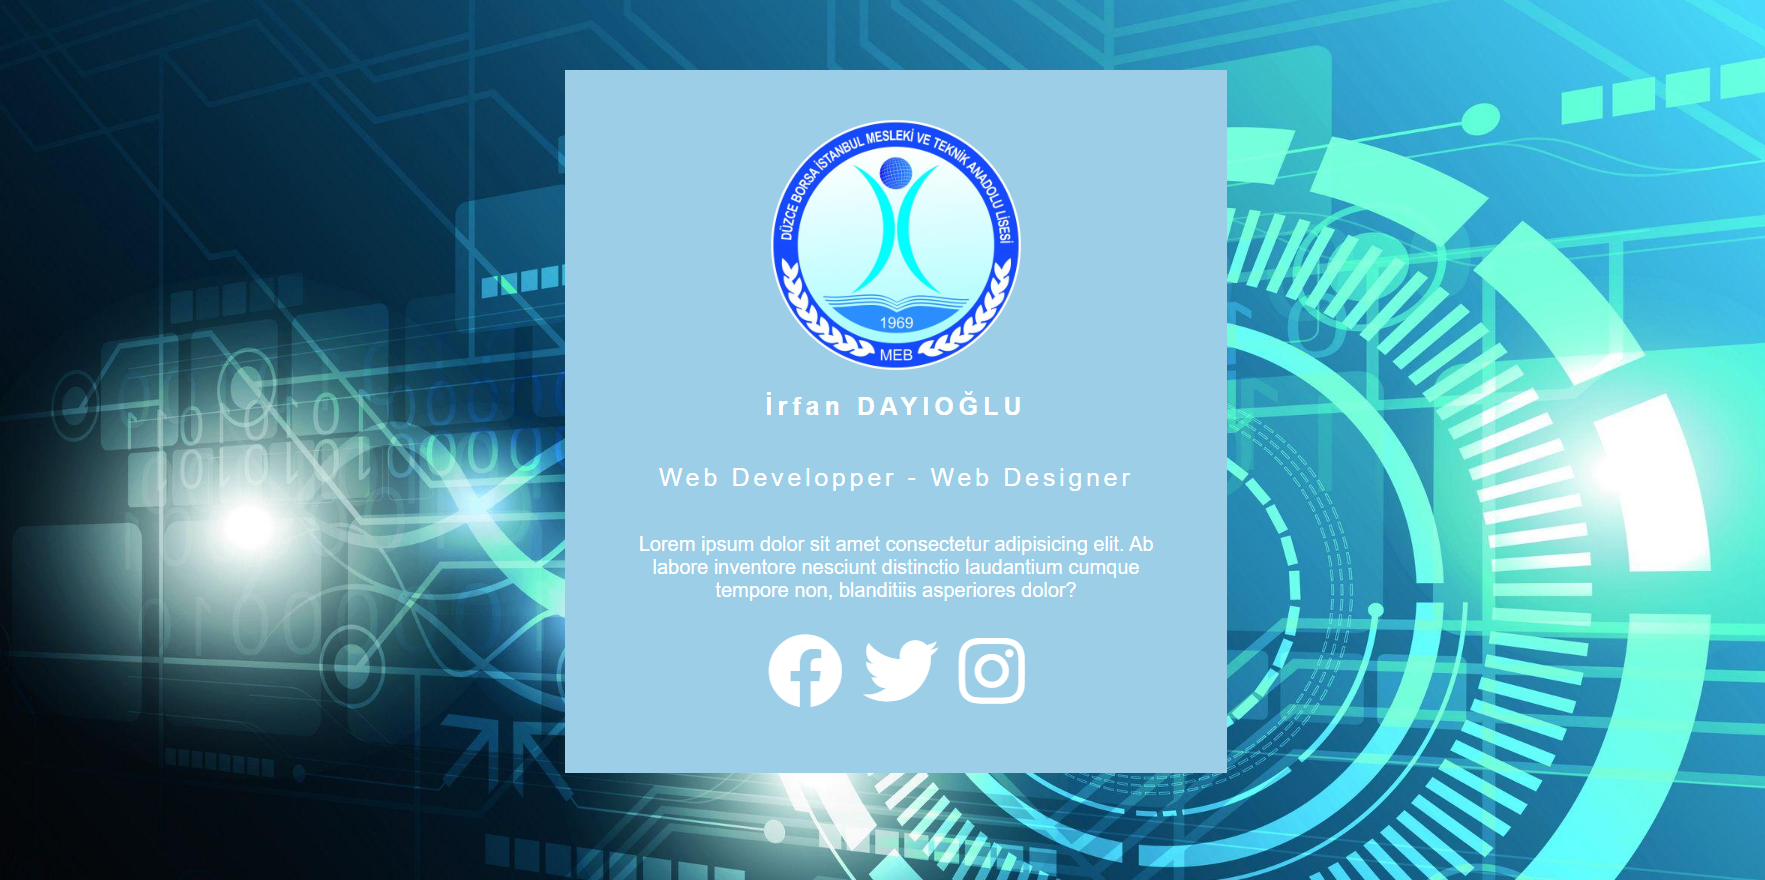 DÜZCE BORSA İSTANBUL MESLEKİ VE TEKNİK ANADOLU LİSESİ
1969
MEB
İrfan DAYIOĞLU
Web Developper - Web Designer
Lorem ipsum dolor sit amet consectetur adipisicing elit. Ab
labore inventore nesciunt distinctio laudantium cumque
tempore non, blanditiis asperiores dolor?